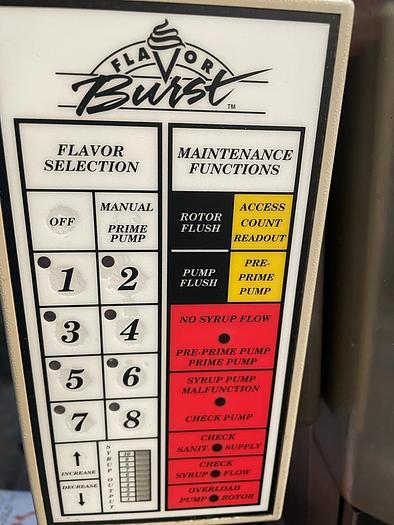 FLAVOR
Burst
TM
FLAVOR
SELECTION
OFF
MANUAL
PRIME
PUMP
1
2
3
4
5
6
7
8
INCREASE
DECREASE
SYRUP OUTPUT
MAINTENANCE
FUNCTIONS
ROTOR
FLUSH
ACCESS
COUNT
READOUT
PUMP
FLUSH
PRE-
PRIME
PUMP
NO SYRUP FLOW
PRE-PRIME PUMP
PRIME PUMP
SYRUP PUMP
MALFUNCTION
CHECK PUMP
CHECK
SANIT. SUPPLY
CHECK
SYRUP FLOW
OVERLOAD
PUMP ROTOR